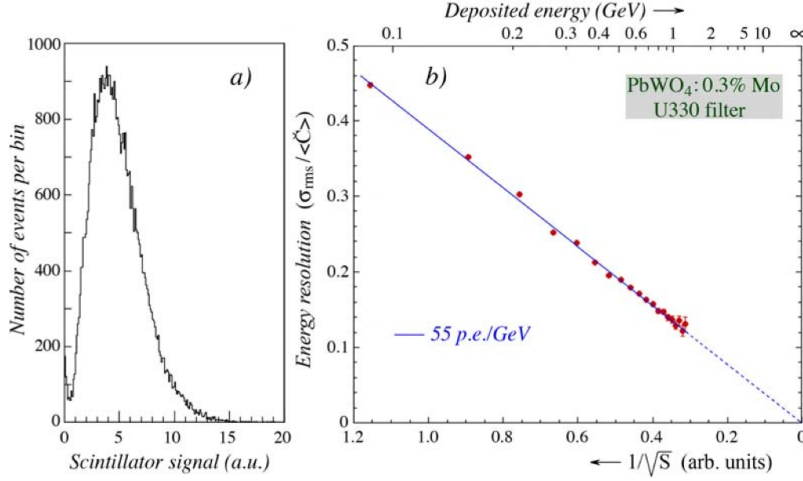 Deposited energy (GeV) →
0.1 0.2 0.3 0.4 0.6 1 2 5 10 ∞
1000
800
600
400
200
0
Number of events per bin
a)
0 5 10 15 20
Scintillator signal (a.u.)
0.5
0.4
0.3
0.2
0.1
0
Energy resolution (σrms / <Č>)
b)
PbWO4: 0.3% Mo
U330 filter
55 p.e./GeV
1.2 1.0 0.8 0.6 0.4 0.2 0
← 1/√S (arb. units)